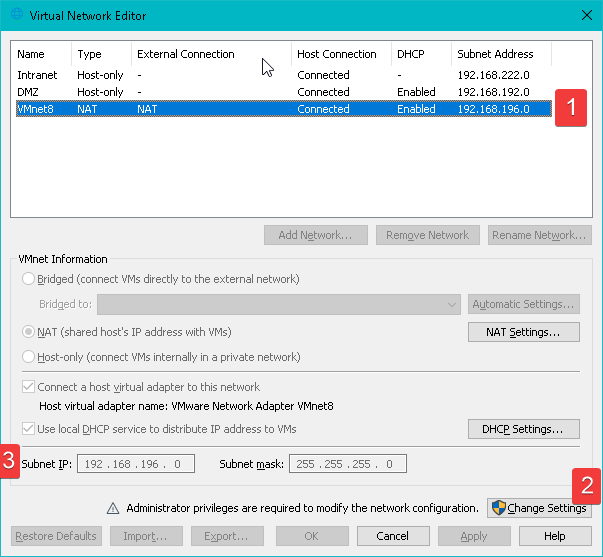 Virtual Network Editor
Name Type External Connection Host Connection DHCP Subnet Address
Intranet Host-only - Connected - 192.168.222.0
DMZ Host-only - Connected Enabled 192.168.192.0
VMnet8 NAT NAT Connected Enabled 192.168.196.0
1
Add Network... Remove Network Rename Network...
VMnet Information
Bridged (connect VMs directly to the external network)
Bridged to: Automatic Settings...
NAT (shared host's IP address with VMs) NAT Settings...
Host-only (connect VMs internally in a private network)
Connect a host virtual adapter to this network
Host virtual adapter name: VMware Network Adapter VMnet8
Use local DHCP service to distribute IP address to VMs DHCP Settings...
3 Subnet IP: 192 . 168 . 196 . 0 Subnet mask: 255 . 255 . 255 . 0
2
Administrator privileges are required to modify the network configuration. Change Settings
Restore Defaults Import... Export... OK Cancel Apply Help